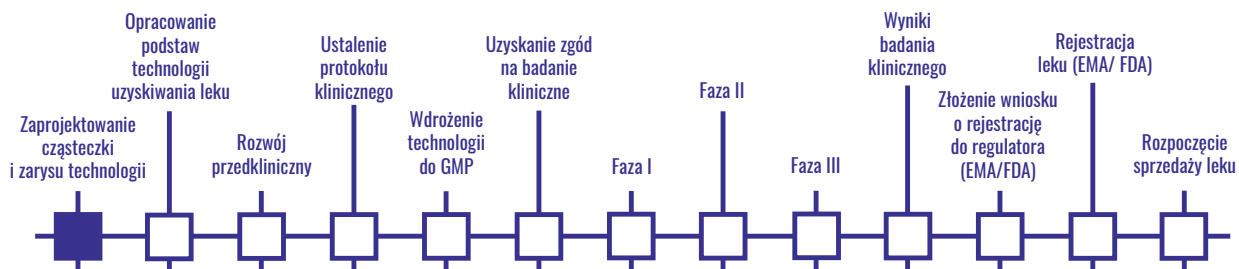 Zaprojektowanie
cząsteczki
i zarysu technologii
Opracowanie
podstaw
technologii
uzyskiwania leku
Rozwój
przedkliniczny
Ustalenie
protokołu
klinicznego
Wdrożenie
technologii
do GMP
Uzyskanie zgód
na badanie
kliniczne
Faza I
Faza II
Faza III
Wyniki
badania
klinicznego
Złożenie wniosku
o rejestrację
do regulatora
(EMA/FDA)
Rejestracja
leku (EMA/ FDA)
Rozpoczęcie
sprzedaży leku